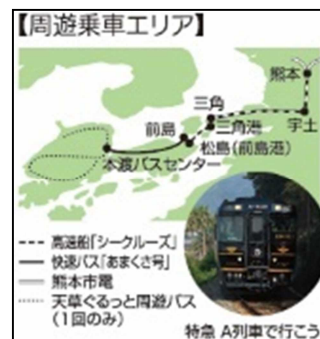 【周遊乗車エリア】
熊本
三角
前島
三角港
宇土
松島(前島港)
本渡バスセンター
高速船「シークルーズ」
快速バス「あまくさ号」
熊本市電
天草ぐるっと周遊バス
(1回のみ)
特急 A列車で行こう